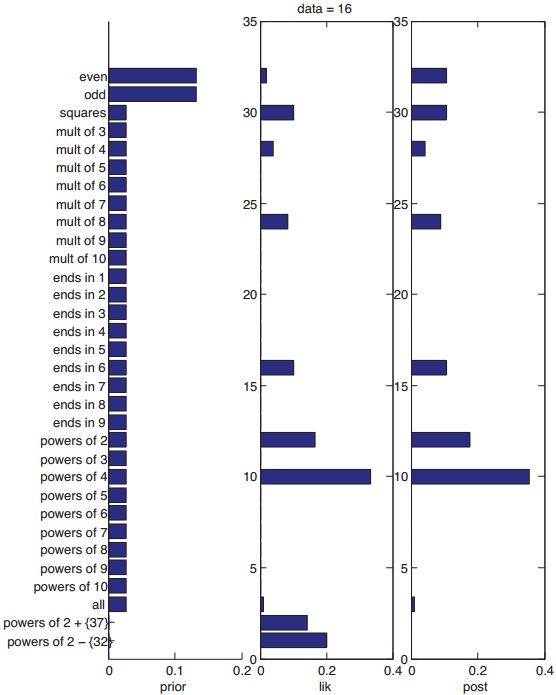 data = 16
even
odd
squares
mult of 3
mult of 4
mult of 5
mult of 6
mult of 7
mult of 8
mult of 9
mult of 10
ends in 1
ends in 2
ends in 3
ends in 4
ends in 5
ends in 6
ends in 7
ends in 8
ends in 9
powers of 2
powers of 3
powers of 4
powers of 5
powers of 6
powers of 7
powers of 8
powers of 9
powers of 10
all
powers of 2 + {37}
powers of 2 − {32}
0 0.1 0.2
prior
35
30
25
20
15
10
5
0
0 0.2 0.4
lik
35
30
25
20
15
10
5
0
0 0.2 0.4
post